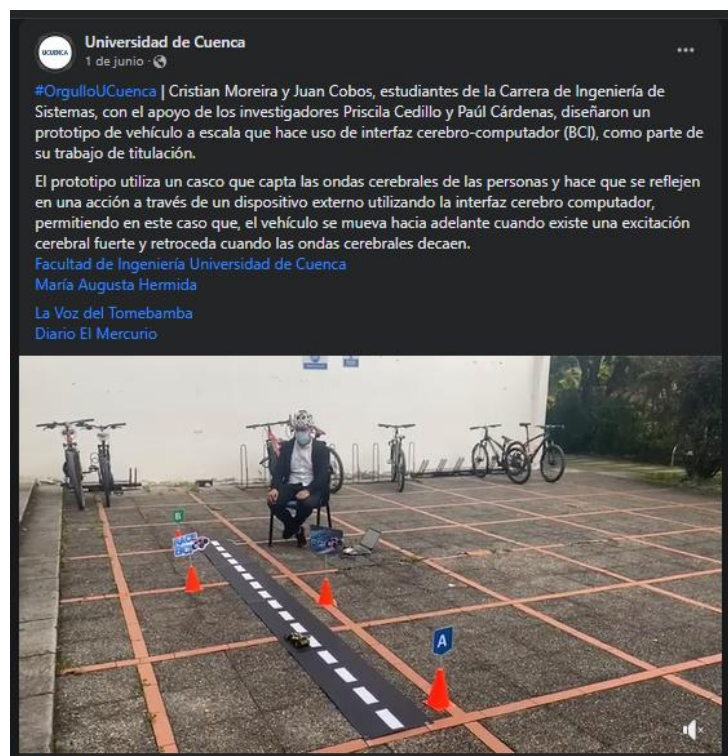 UCUENCA
Universidad de Cuenca
1 de junio ·
#OrgulloUCuenca | Cristian Moreira y Juan Cobos, estudiantes de la Carrera de Ingeniería de
Sistemas, con el apoyo de los investigadores Priscila Cedillo y Paúl Cárdenas, diseñaron un
prototipo de vehículo a escala que hace uso de interfaz cerebro-computador (BCI), como parte de
su trabajo de titulación.
El prototipo utiliza un casco que capta las ondas cerebrales de las personas y hace que se reflejen
en una acción a través de un dispositivo externo utilizando la interfaz cerebro computador,
permitiendo en este caso que, el vehículo se mueva hacia adelante cuando existe una excitación
cerebral fuerte y retroceda cuando las ondas cerebrales decaen.
Facultad de Ingeniería Universidad de Cuenca
María Augusta Hermida
La Voz del Tomebamba
Diario El Mercurio
B
RACE
BCI
A